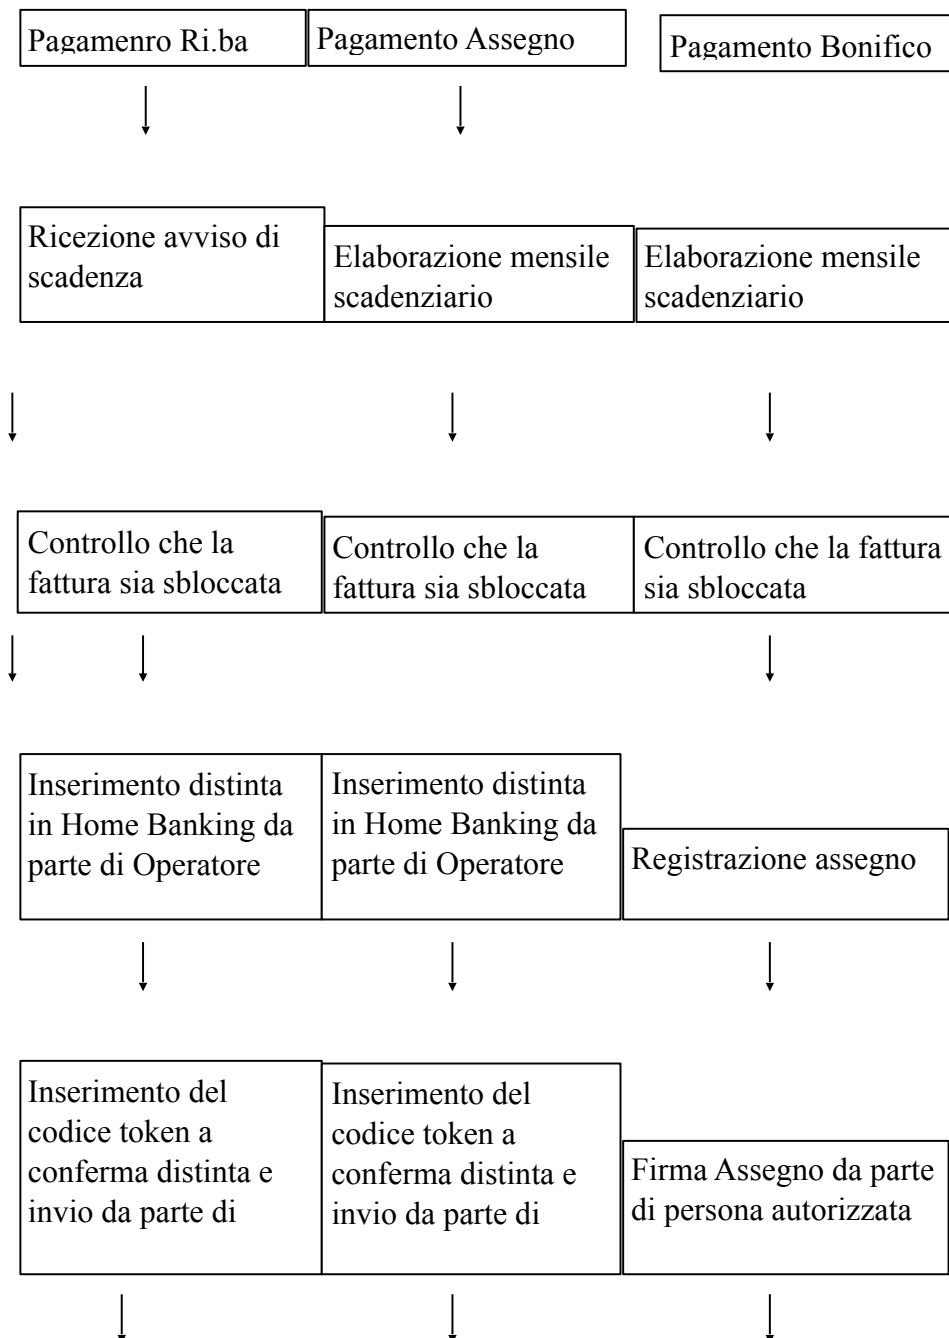 Pagamenro Ri.ba
Pagamento Assegno
Pagamento Bonifico
Ricezione avviso di
scadenza
Elaborazione mensile
scadenziario
Elaborazione mensile
scadenziario
Controllo che la
fattura sia sbloccata
Controllo che la
fattura sia sbloccata
Controllo che la fattura
sia sbloccata
Inserimento distinta
in Home Banking da
parte di Operatore
Inserimento distinta
in Home Banking da
parte di Operatore
Registrazione assegno
Inserimento del
codice token a
conferma distinta e
invio da parte di
Inserimento del
codice token a
conferma distinta e
invio da parte di
Firma Assegno da parte
di persona autorizzata